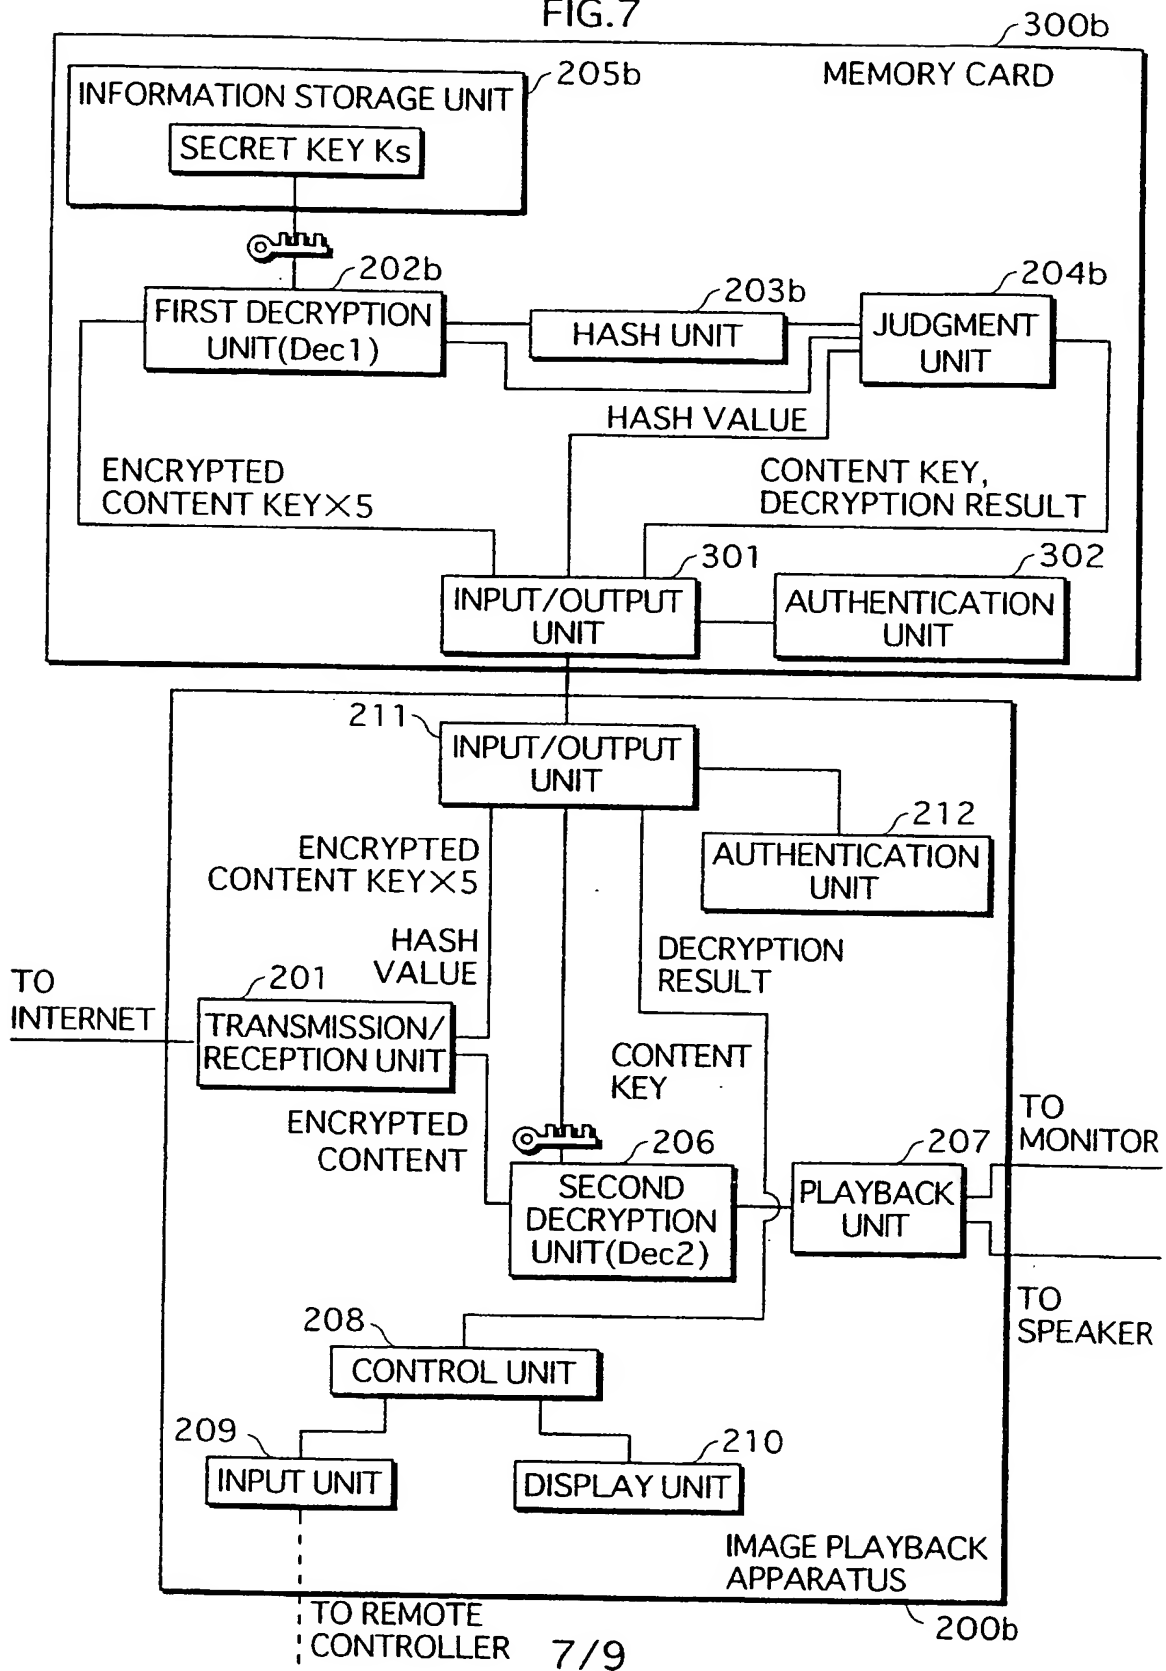 FIG.7
300b
MEMORY CARD
205b
INFORMATION STORAGE UNIT
SECRET KEY Ks
202b
FIRST DECRYPTION
UNIT(Dec1)
203b
HASH UNIT
204b
JUDGMENT
UNIT
HASH VALUE
ENCRYPTED
CONTENT KEY×5
CONTENT KEY,
DECRYPTION RESULT
301
INPUT/OUTPUT
UNIT
302
AUTHENTICATION
UNIT
211
INPUT/OUTPUT
UNIT
212
AUTHENTICATION
UNIT
ENCRYPTED
CONTENT KEY×5
HASH
VALUE
DECRYPTION
RESULT
TO
INTERNET
201
TRANSMISSION/
RECEPTION UNIT
CONTENT
KEY
ENCRYPTED
CONTENT
206
SECOND
DECRYPTION
UNIT(Dec2)
207
PLAYBACK
UNIT
TO
MONITOR
TO
SPEAKER
208
CONTROL UNIT
209
INPUT UNIT
210
DISPLAY UNIT
IMAGE PLAYBACK
APPARATUS
200b
TO REMOTE
CONTROLLER
7/9